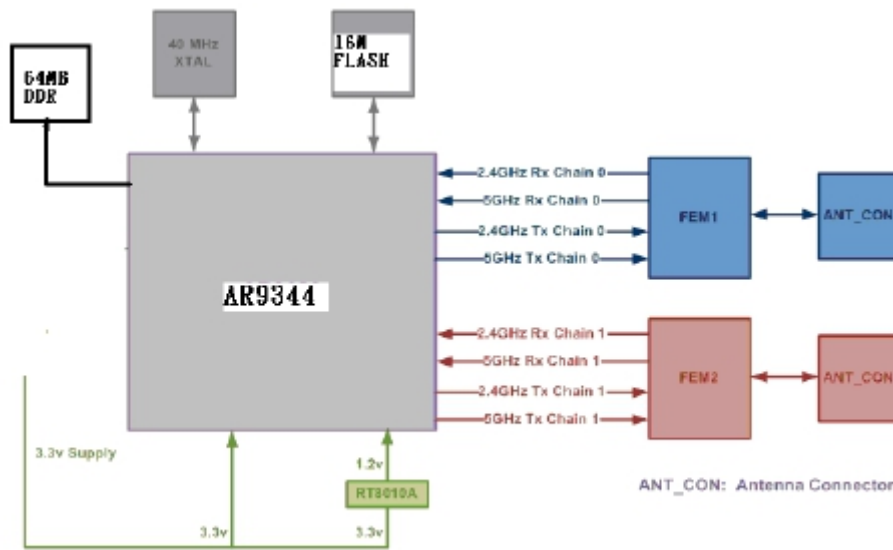 40 MHz
XTAL
16M
FLASH
64MB
DDR
2.4GHz Rx Chain 0
5GHz Rx Chain 0
2.4GHz Tx Chain 0
5GHz Tx Chain 0
FEM1
ANT_CON
AR9344
2.4GHz Rx Chain 1
5GHz Rx Chain 1
2.4GHz Tx Chain 1
5GHz Tx Chain 1
FEM2
ANT_CON
3.3v Supply
1.2v
RT8010A
3.3v
3.3v
ANT_CON: Antenna Connector